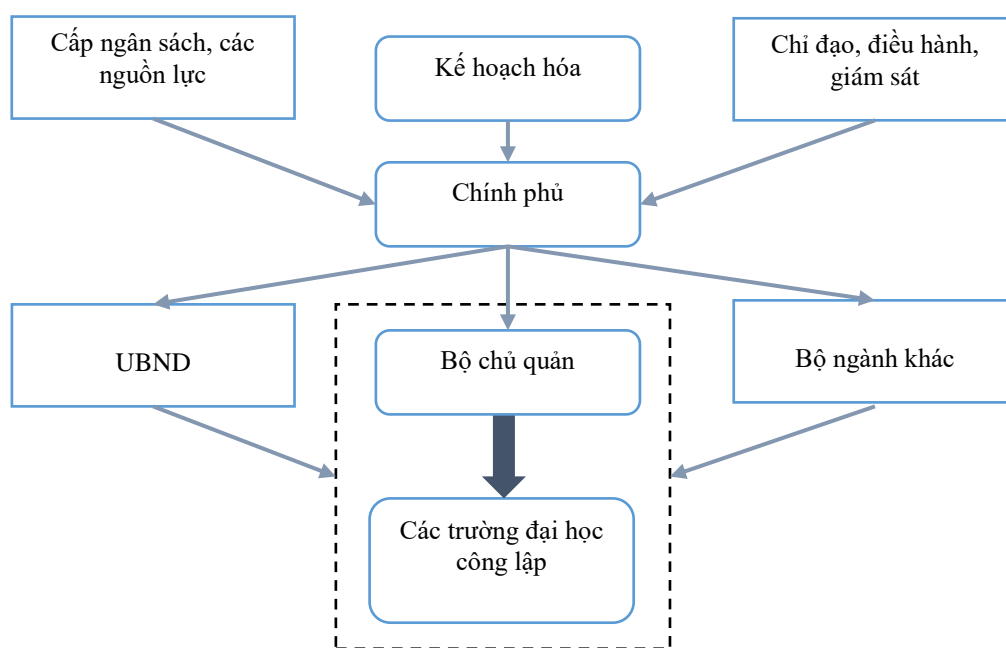 Cấp ngân sách, các
nguồn lực
Kế hoạch hóa
Chỉ đạo, điều hành,
giám sát
Chính phủ
UBND
Bộ chủ quản
Bộ ngành khác
Các trường đại học
công lập